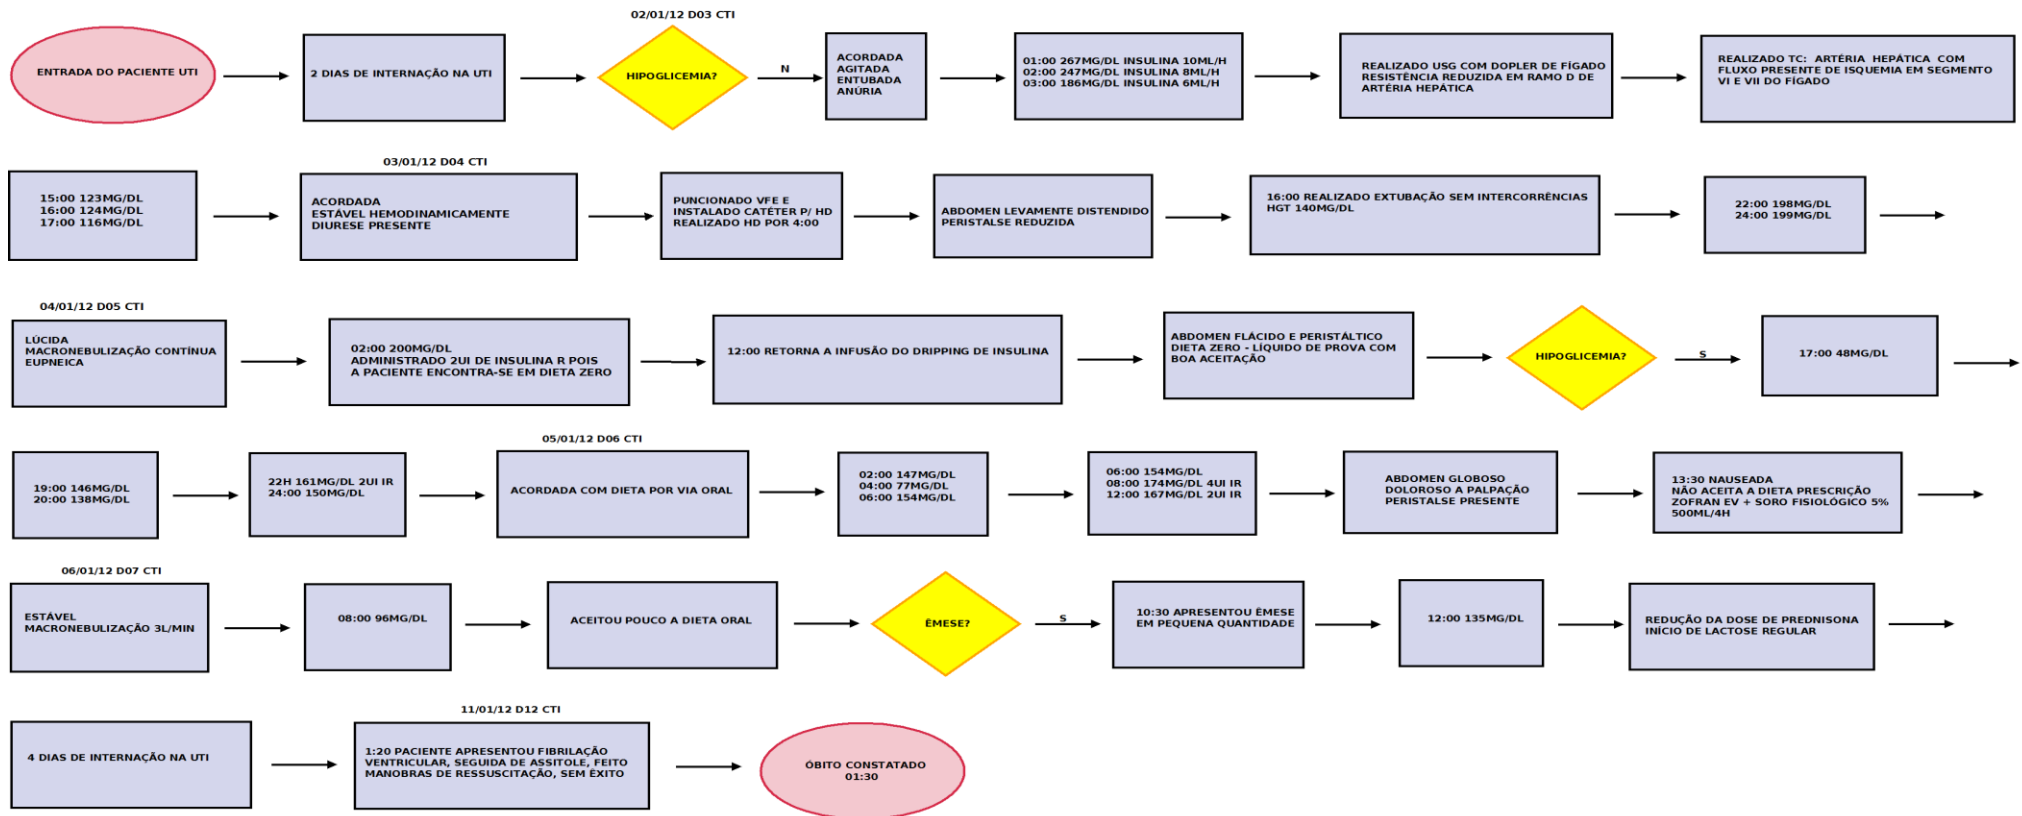 02/01/12 D03 CTI
ENTRADA DO PACIENTE UTI
2 DIAS DE INTERNAÇÃO NA UTI
HIPOGLICEMIA?
N
ACORDADA
AGITADA
ENTUBADA
ANÚRIA
01:00 267MG/DL INSULINA 10ML/H
02:00 247MG/DL INSULINA 8ML/H
03:00 186MG/DL INSULINA 6ML/H
REALIZADO USG COM DOPLER DE FÍGADO
RESISTÊNCIA REDUZIDA EM RAMO D DE
ARTÉRIA HEPÁTICA
REALIZADO TC: ARTÉRIA HEPÁTICA COM
FLUXO PRESENTE DE ISQUEMIA EM SEGMENTO
VI E VII DO FÍGADO
15:00 123MG/DL
16:00 124MG/DL
17:00 116MG/DL
03/01/12 D04 CTI
ACORDADA
ESTÁVEL HEMODINAMICAMENTE
DIURESE PRESENTE
PUNCIONADO VFE E
INSTALADO CATÉTER P/ HD
REALIZADO HD POR 4:00
ABDOMEN LEVAMENTE DISTENDIDO
PERISTALSE REDUZIDA
16:00 REALIZADO EXTUBAÇÃO SEM INTERCORRÊNCIAS
HGT 140MG/DL
22:00 198MG/DL
24:00 199MG/DL
04/01/12 D05 CTI
LÚCIDA
MACRONEBULIZAÇÃO CONTÍNUA
EUPNEICA
02:00 200MG/DL
ADMINISTRADO 2UI DE INSULINA R POIS
A PACIENTE ENCONTRA-SE EM DIETA ZERO
12:00 RETORNA A INFUSÃO DO DRIPPING DE INSULINA
ABDOMEN FLÁCIDO E PERISTÁLTICO
DIETA ZERO - LÍQUIDO DE PROVA COM
BOA ACEITAÇÃO
HIPOGLICEMIA?
S
17:00 48MG/DL
19:00 146MG/DL
20:00 138MG/DL
22H 161MG/DL 2UI IR
24:00 150MG/DL
05/01/12 D06 CTI
ACORDADA COM DIETA POR VIA ORAL
02:00 147MG/DL
04:00 77MG/DL
06:00 154MG/DL
06:00 154MG/DL
08:00 174MG/DL 4UI IR
12:00 167MG/DL 2UI IR
ABDOMEN GLOBOSO
DOLOROSO A PALPAÇÃO
PERISTALSE PRESENTE
13:30 NAUSEADA
NÃO ACEITA A DIETA PRESCRIÇÃO
ZOFRAN EV + SORO FISIOLÓGICO 5%
500ML/4H
06/01/12 D07 CTI
ESTÁVEL
MACRONEBULIZAÇÃO 3L/MIN
08:00 96MG/DL
ACEITOU POUCO A DIETA ORAL
ÊMESE?
S
10:30 APRESENTOU ÊMESE
EM PEQUENA QUANTIDADE
12:00 135MG/DL
REDUÇÃO DA DOSE DE PREDNISONA
INÍCIO DE LACTOSE REGULAR
4 DIAS DE INTERNAÇÃO NA UTI
11/01/12 D12 CTI
1:20 PACIENTE APRESENTOU FIBRILAÇÃO
VENTRICULAR, SEGUIDA DE ASSITOLE, FEITO
MANOBRAS DE RESSUSCITAÇÃO, SEM ÊXITO
ÓBITO CONSTATADO
01:30